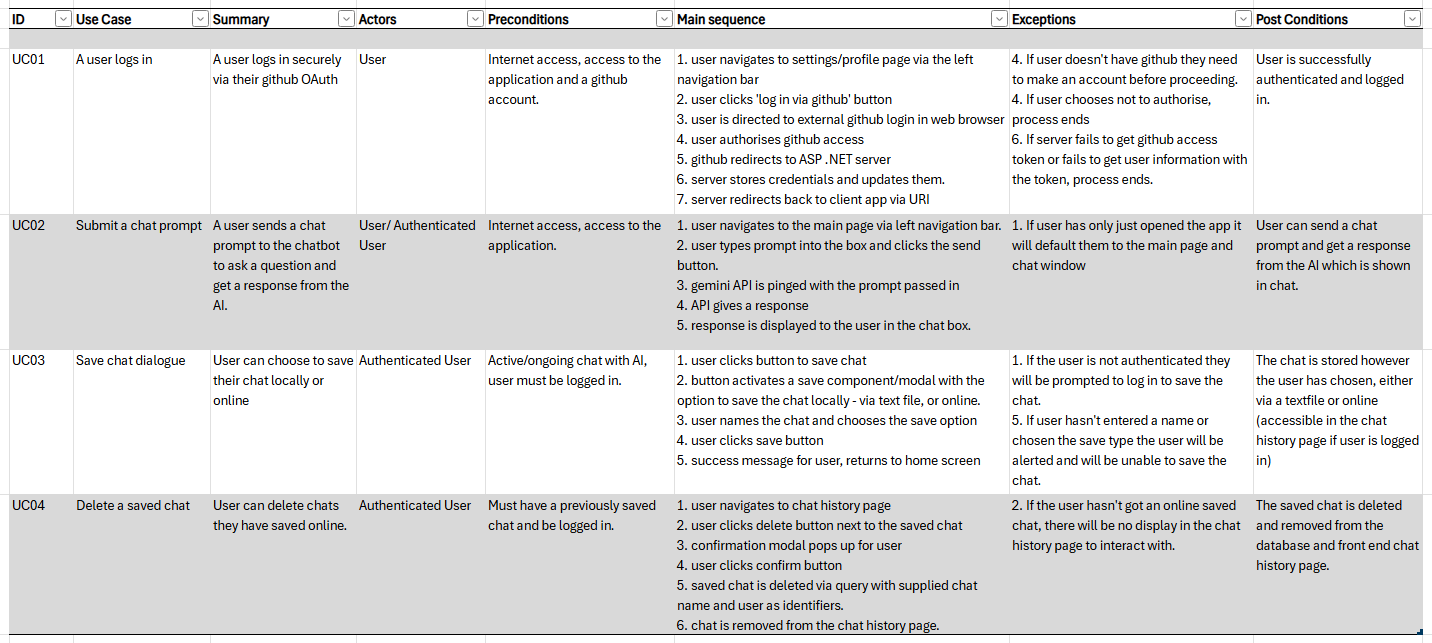 ID Use Case Summary Actors Preconditions Main sequence Exceptions Post Conditions
UC01
A user logs in
A user logs in securely
via their github OAuth
User
Internet access, access to the
application and a github
account.
1. user navigates to settings/profile page via the left
navigation bar
2. user clicks 'log in via github' button
3. user is directed to external github login in web browser
4. user authorises github access
5. github redirects to ASP .NET server
6. server stores credentials and updates them.
7. server redirects back to client app via URI
4. If user doesn't have github they need
to make an account before proceeding.
4. If user chooses not to authorise,
process ends
6. If server fails to get github access
token or fails to get user information with
the token, process ends.
User is successfully
authenticated and logged
in.
UC02
Submit a chat prompt
A user sends a chat
prompt to the chatbot
to ask a question and
get a response from the
AI.
User/ Authenticated
User
Internet access, access to the
application.
1. user navigates to the main page via left navigation bar.
2. user types prompt into the box and clicks the send
button.
3. gemini API is pinged with the prompt passed in
4. API gives a response
5. response is displayed to the user in the chat box.
1. If user has only just opened the app it
will default them to the main page and
chat window
User can send a chat
prompt and get a response
from the AI which is shown
in chat.
UC03
Save chat dialogue
User can choose to save
their chat locally or
online
Authenticated User
Active/ongoing chat with AI,
user must be logged in.
1. user clicks button to save chat
2. button activates a save component/modal with the
option to save the chat locally - via text file, or online.
3. user names the chat and chooses the save option
4. user clicks save button
5. success message for user, returns to home screen
1. If the user is not authenticated they
will be prompted to log in to save the
chat.
5. If user hasn't entered a name or
chosen the save type the user will be
alerted and will be unable to save the
chat.
The chat is stored however
the user has chosen, either
via a textfile or online
(accessible in the chat
history page if user is logged
in)
UC04
Delete a saved chat
User can delete chats
they have saved online.
Authenticated User
Must have a previously saved
chat and be logged in.
1. user navigates to chat history page
2. user clicks delete button next to the saved chat
3. confirmation modal pops up for user
4. user clicks confirm button
5. saved chat is deleted via query with supplied chat
name and user as identifiers.
6. chat is removed from the chat history page.
2. If the user hasn't got an online saved
chat, there will be no display in the chat
history page to interact with.
The saved chat is deleted
and removed from the
database and front end chat
history page.